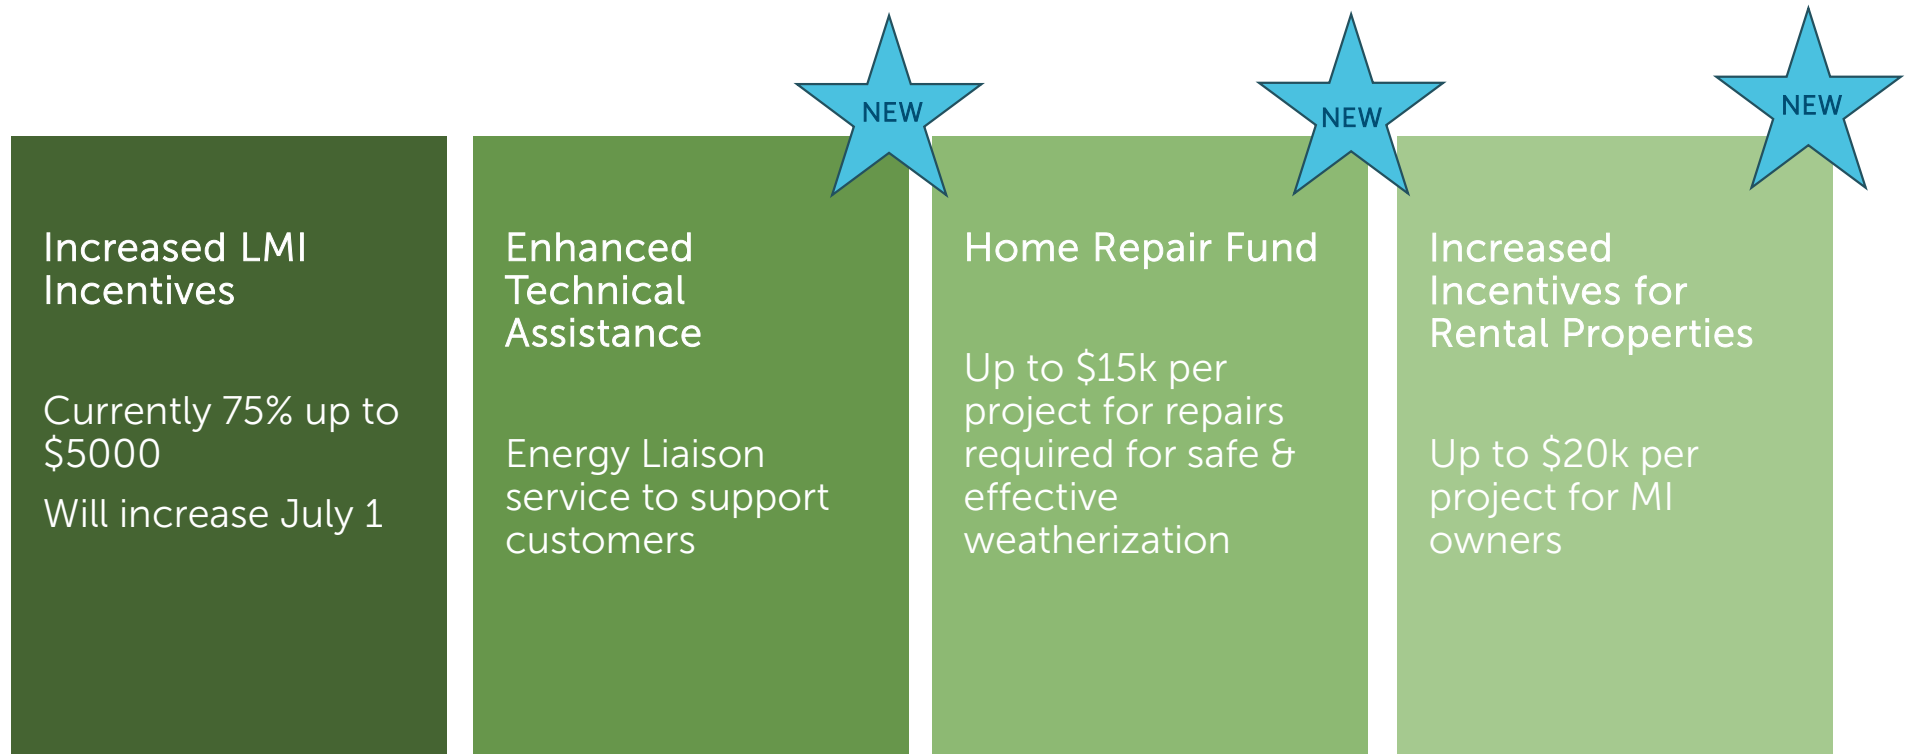 NEW
NEW
NEW
Increased LMI
Incentives
Currently 75% up to
$5000
Will increase July 1
Enhanced
Technical
Assistance
Energy Liaison
service to support
customers
Home Repair Fund
Up to $15k per
project for repairs
required for safe &
effective
weatherization
Increased
Incentives for
Rental Properties
Up to $20k per
project for MI
owners